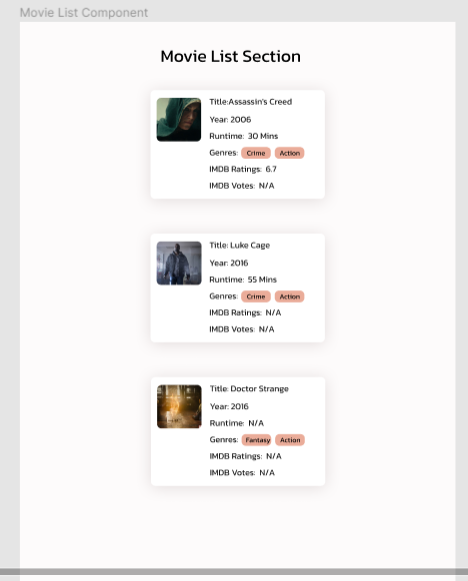 Movie List Component
Movie List Section
Title:Assassin's Creed
Year: 2006
Runtime: 30 Mins
Genres: Crime Action
IMDB Ratings: 6.7
IMDB Votes: N/A
Title: Luke Cage
Year: 2016
Runtime: 55 Mins
Genres: Crime Action
IMDB Ratings: N/A
IMDB Votes: N/A
Title: Doctor Strange
Year: 2016
Runtime: N/A
Genres: Fantasy Action
IMDB Ratings: N/A
IMDB Votes: N/A